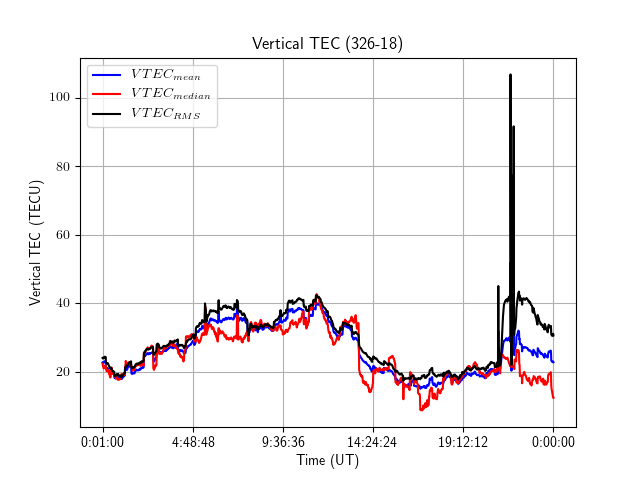 Vertical TEC (326-18)
VTEC_mean
VTEC_median
VTEC_RMS
100
80
60
40
20
Vertical TEC (TECU)
0:01:00 4:48:48 9:36:36 14:24:24 19:12:12 0:00:00
Time (UT)